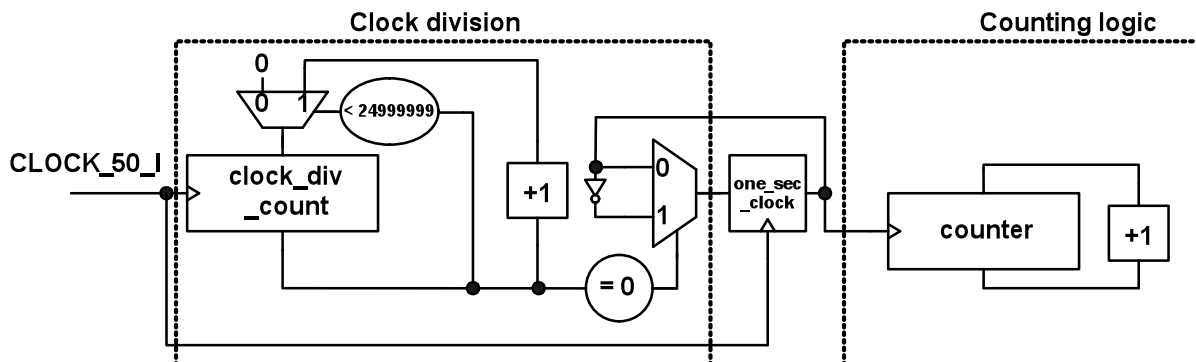 Clock division
Counting logic
0
0 1
< 24999999
CLOCK_50_I
clock_div
_count
+1
0
1
one_sec
_clock
counter
+1
= 0